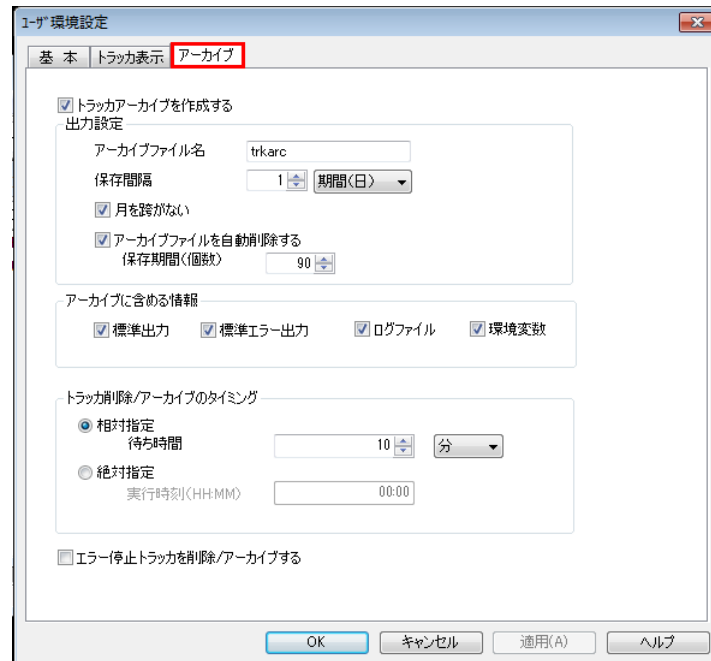 ﾕｰｻﾞ環境設定
基 本 トラッカ表示 アーカイブ
トラッカアーカイブを作成する
出力設定
アーカイブファイル名 trkarc
保存間隔 1 期間(日)
月を跨がない
アーカイブファイルを自動削除する
保存期間(個数) 90
アーカイブに含める情報
標準出力 標準エラー出力 ログファイル 環境変数
トラッカ削除/アーカイブのタイミング
相対指定
待ち時間 10 分
絶対指定
実行時刻(HH:MM) 00:00
エラー停止トラッカを削除/アーカイブする
OK キャンセル 適用(A) ヘルプ